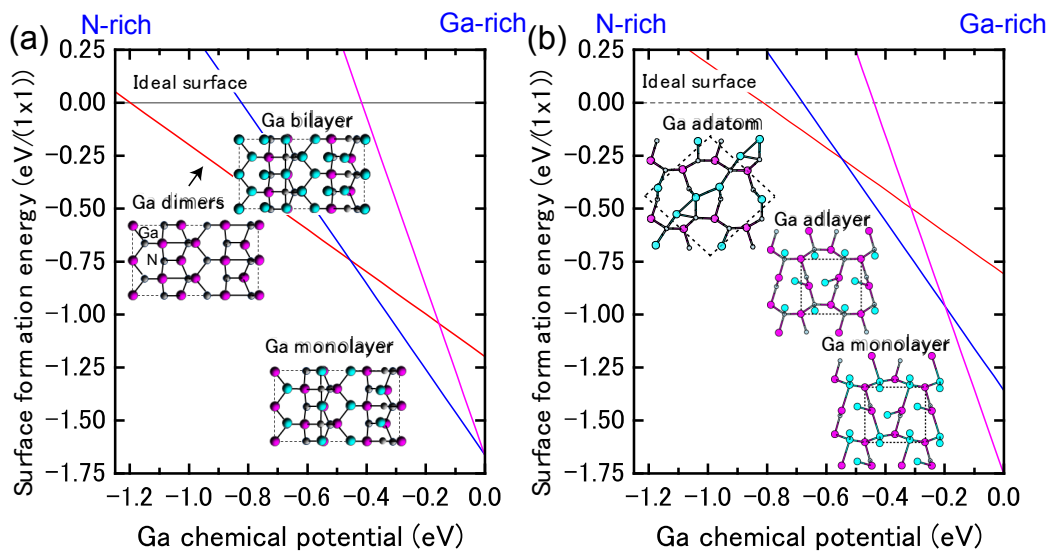 (a)
N-rich
Ga-rich
Surface formation energy (eV/(1x1))
0.25
0.00
−0.25
−0.50
−0.75
−1.00
−1.25
−1.50
−1.75
Ideal surface
Ga bilayer
Ga dimers
Ga
N
Ga monolayer
−1.2 −1.0 −0.8 −0.6 −0.4 −0.2 0.0
Ga chemical potential (eV)
(b)
N-rich
Ga-rich
Surface formation energy (eV/(1x1))
0.25
0.00
−0.25
−0.50
−0.75
−1.00
−1.25
−1.50
−1.75
Ideal surface
Ga adatom
Ga adlayer
Ga monolayer
−1.2 −1.0 −0.8 −0.6 −0.4 −0.2 0.0
Ga chemical potential (eV)